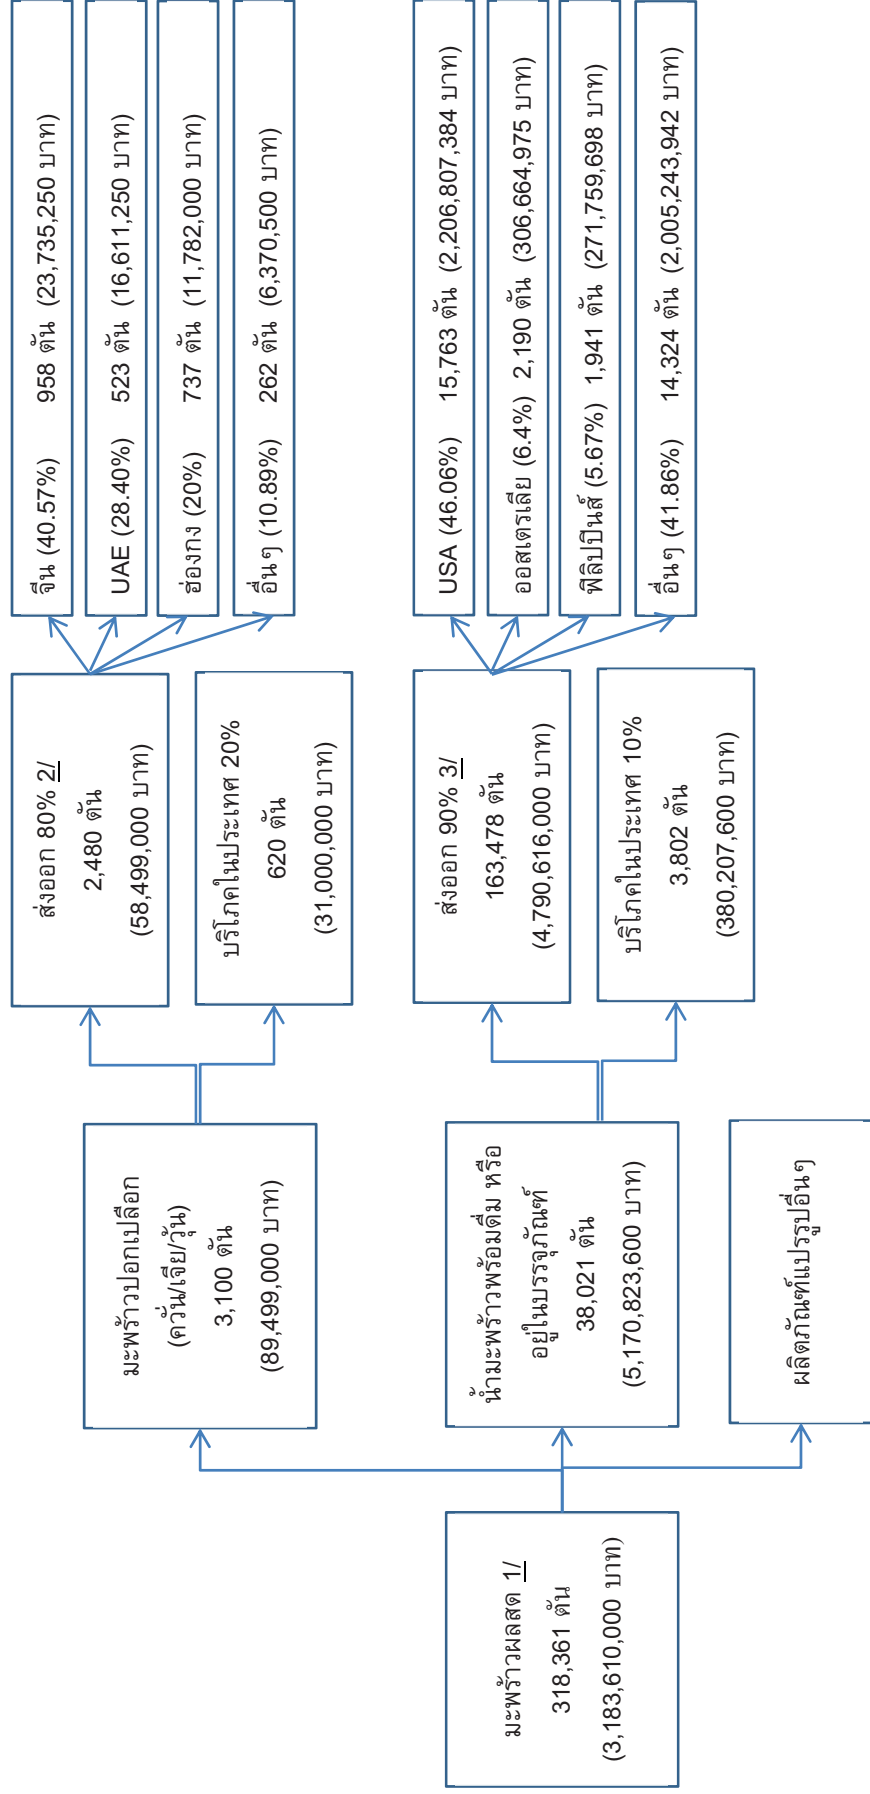 มะพร้าวผลสด 1/
318,361 ตัน
(3,183,610,000 บาท)
มะพร้าวปอกเปลือก
(ควั่น/เจีย/วุ้น)
3,100 ตัน
(89,499,000 บาท)
น้ำมะพร้าวพร้อมดื่ม หรือ
อยู่ในบรรจุภัณฑ์
38,021 ตัน
(5,170,823,600 บาท)
ผลิตภัณฑ์แปรรูปอื่นๆ
ส่งออก 80% 2/
2,480 ตัน
(58,499,000 บาท)
บริโภคในประเทศ 20%
620 ตัน
(31,000,000 บาท)
ส่งออก 90% 3/
163,478 ตัน
(4,790,616,000 บาท)
บริโภคในประเทศ 10%
3,802 ตัน
(380,207,600 บาท)
จีน (40.57%) 958 ตัน (23,735,250 บาท)
UAE (28.40%) 523 ตัน (16,611,250 บาท)
ฮ่องกง (20%) 737 ตัน (11,782,000 บาท)
อื่นๆ (10.89%) 262 ตัน (6,370,500 บาท)
USA (46.06%) 15,763 ตัน (2,206,807,384 บาท)
ออสเตรเลีย (6.4%) 2,190 ตัน (306,664,975 บาท)
ฟิลิปปินส์ (5.67%) 1,941 ตัน (271,759,698 บาท)
อื่นๆ (41.86%) 14,324 ตัน (2,005,243,942 บาท)